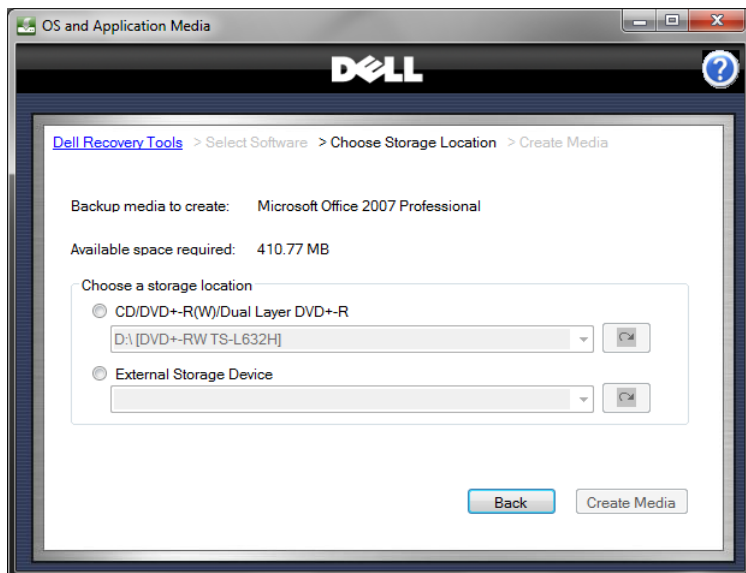 OS and Application Media
DELL
?
Dell Recovery Tools > Select Software > Choose Storage Location > Create Media
Backup media to create: Microsoft Office 2007 Professional
Available space required: 410.77 MB
Choose a storage location
CD/DVD+-R(W)/Dual Layer DVD+-R
D:\ [DVD+-RW TS-L632H]
External Storage Device
Back Create Media